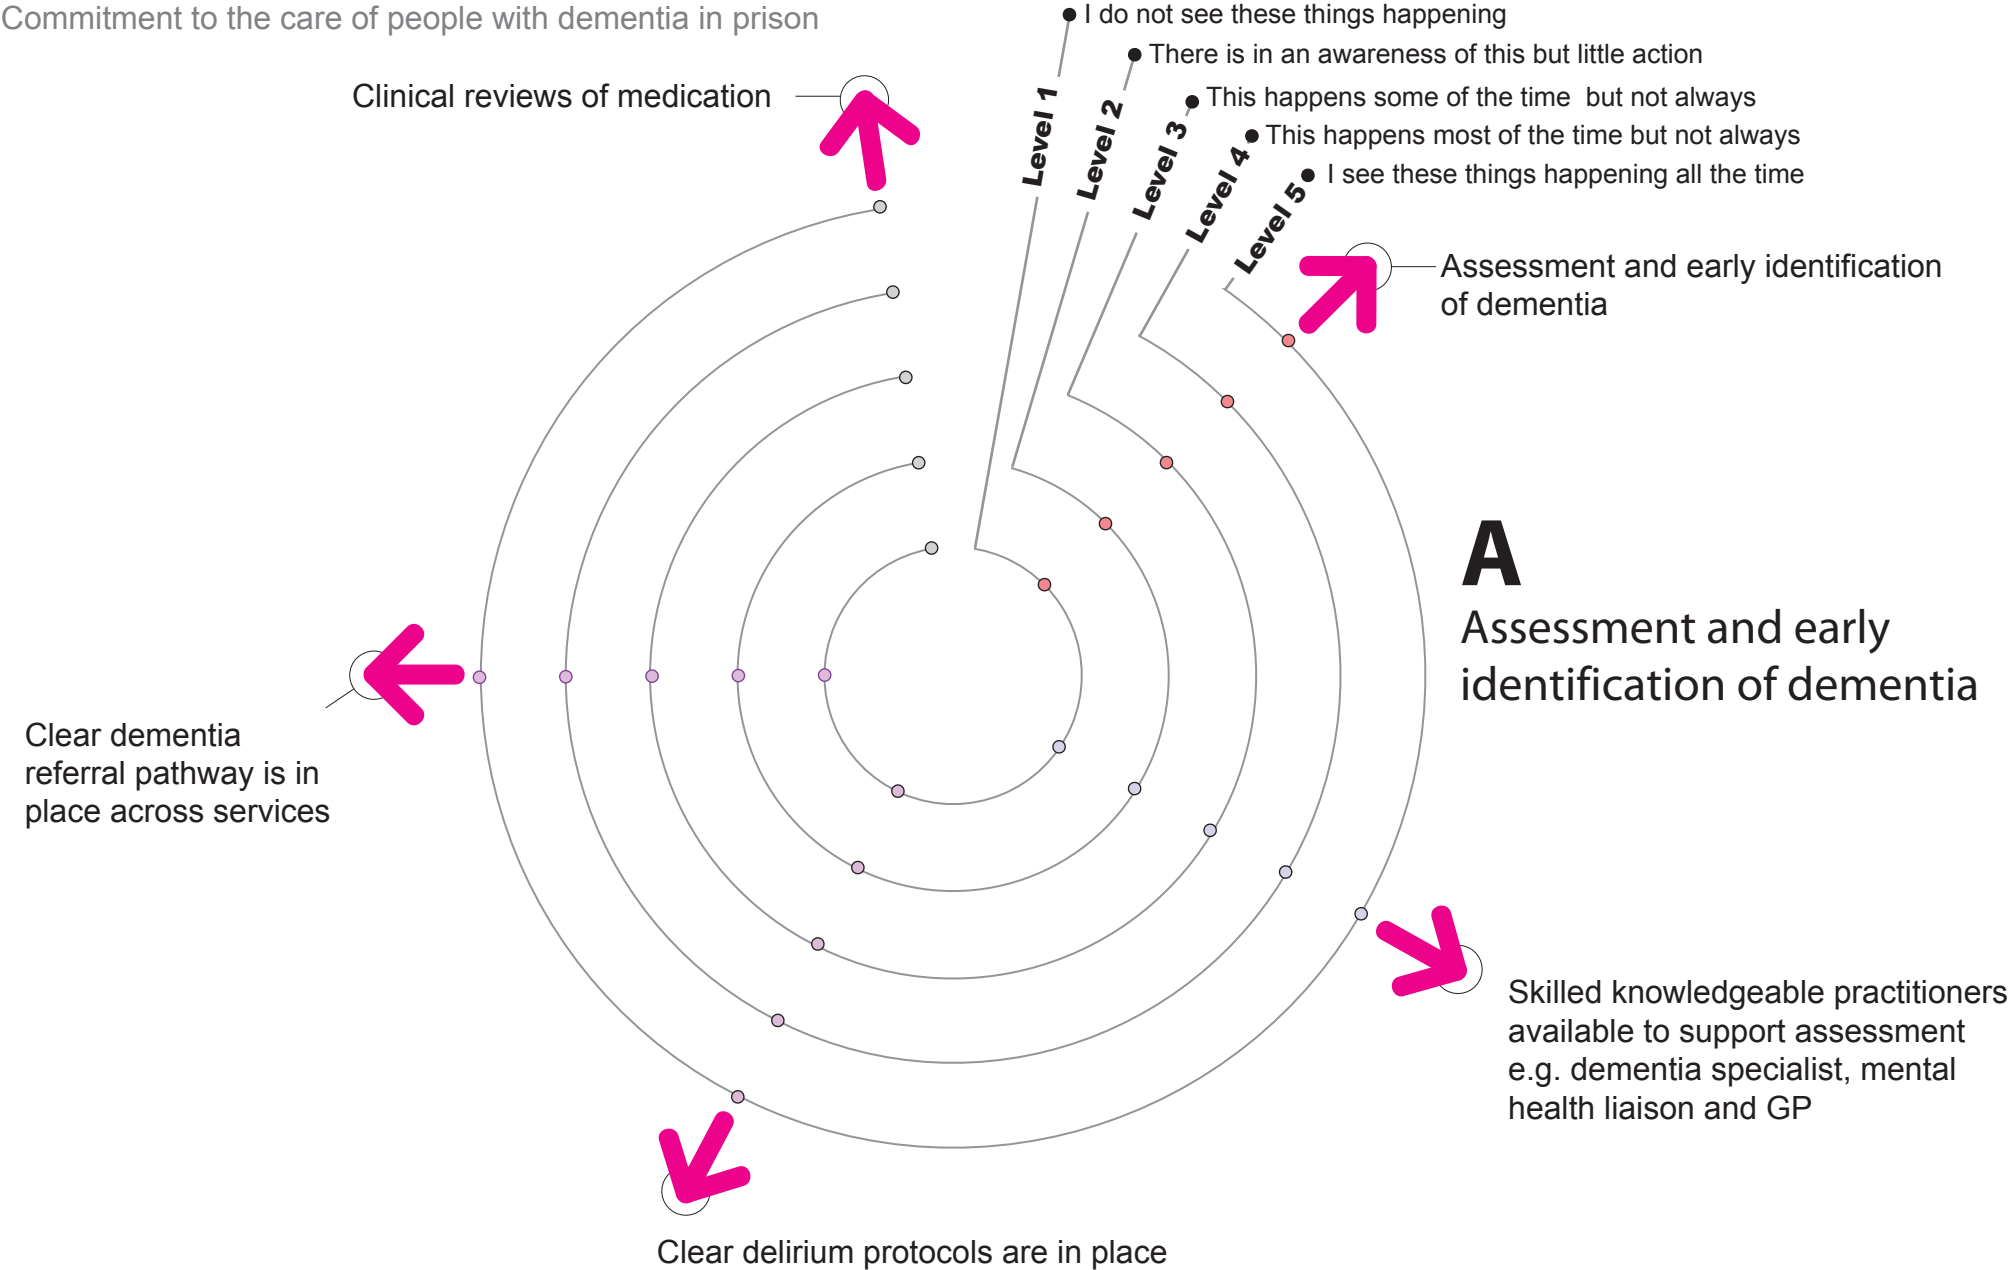 Commitment to the care of people with dementia in prison
I do not see these things happening
There is in an awareness of this but little action
This happens some of the time  but not always
This happens most of the time but not always
I see these things happening all the time
Level 1
Level 2
Level 3
Level 4
Level 5
Clinical reviews of medication
Assessment and early identification
of dementia
A
Assessment and early
identification of dementia
Clear dementia
referral pathway is in
place across services
Skilled knowledgeable practitioners
available to support assessment
e.g. dementia specialist, mental
health liaison and GP
Clear delirium protocols are in place